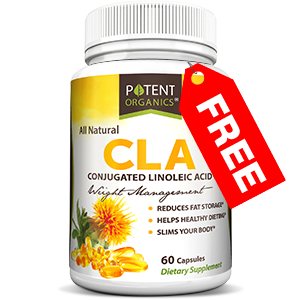 POTENT
ORGANICS®
All Natural
CLA
CONJUGATED LINOLEIC ACID
Weight Management
• REDUCES FAT STORAGE*
• HELPS HEALTHY DIETING*
• SLIMS YOUR BODY*
60 Capsules
Dietary Supplement
FREE